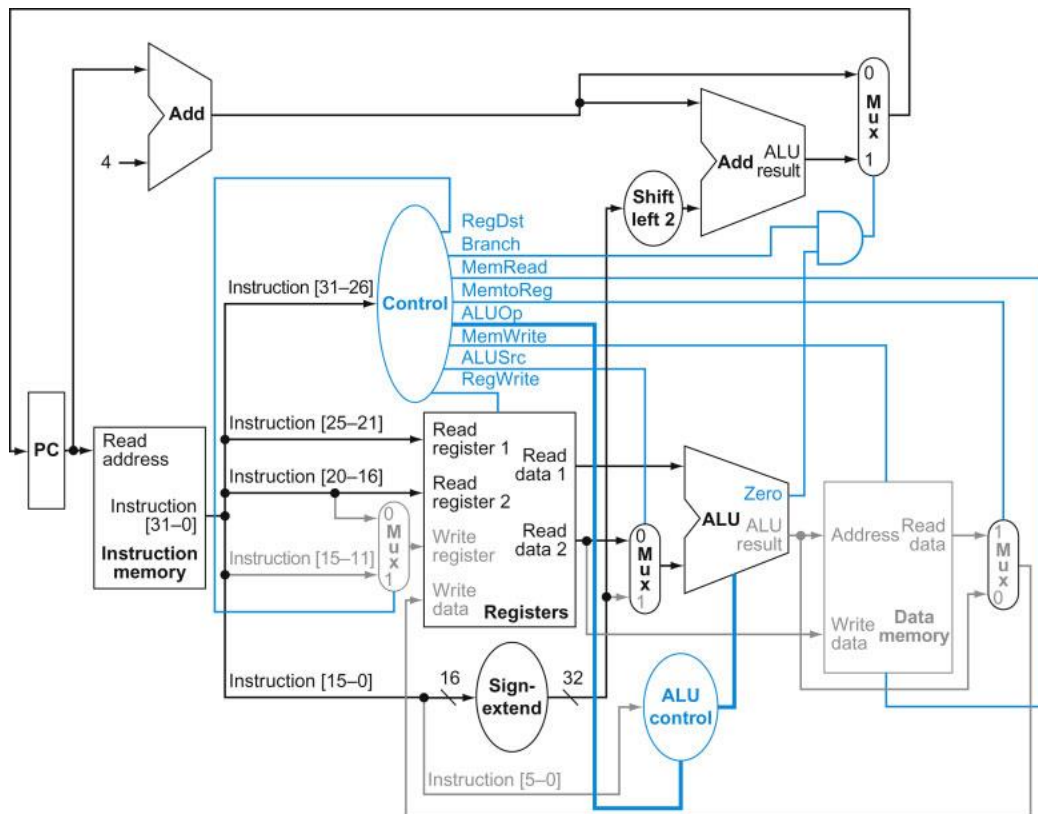 0
Mux
1
Add
4
Add
ALU
result
Shift
left 2
RegDst
Branch
MemRead
MemtoReg
ALUOp
MemWrite
ALUSrc
RegWrite
Control
Instruction [31–26]
PC
Read
address
Instruction
[31–0]
Instruction
memory
Instruction [25–21]
Instruction [20–16]
Instruction [15–11]
0
Mux
1
Read
register 1
Read
register 2
Write
register
Write
data
Read
data 1
Read
data 2
Registers
0
Mux
1
ALU
Zero
ALU
result
Address
Read
data
Write
data
Data
memory
1
Mux
0
Instruction [15–0]
16
Sign-
extend
32
ALU
control
Instruction [5–0]